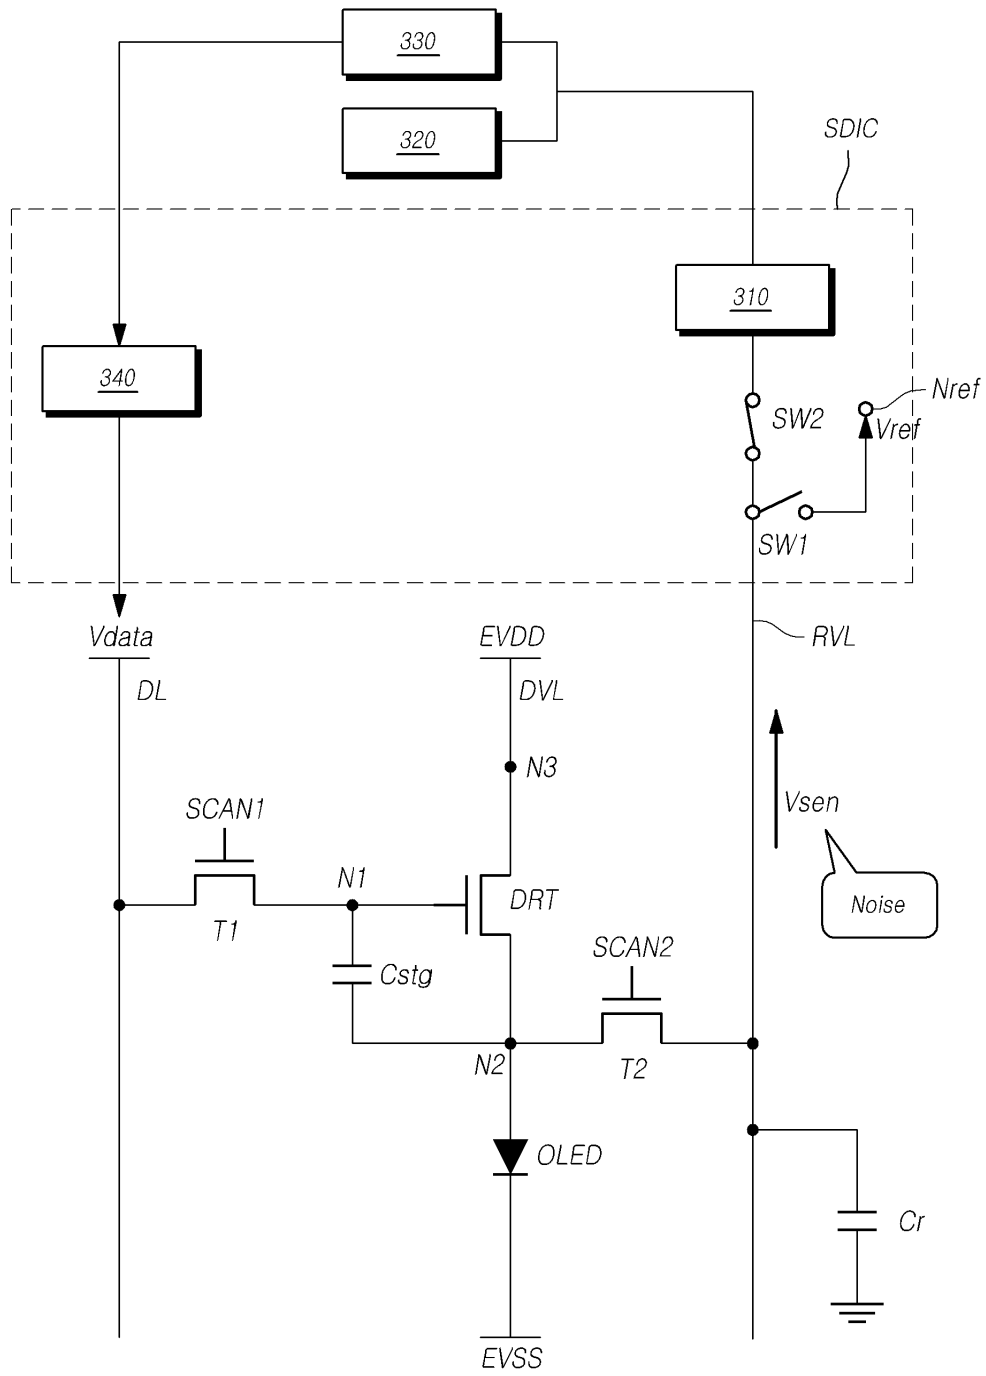 330
320
SDIC
310
340
Nref
SW2
Vref
SW1
Vdata
EVDD
RVL
DL
DVL
N3
SCAN1
Vsen
N1
DRT
Noise
T1
SCAN2
Cstg
N2
T2
OLED
Cr
EVSS